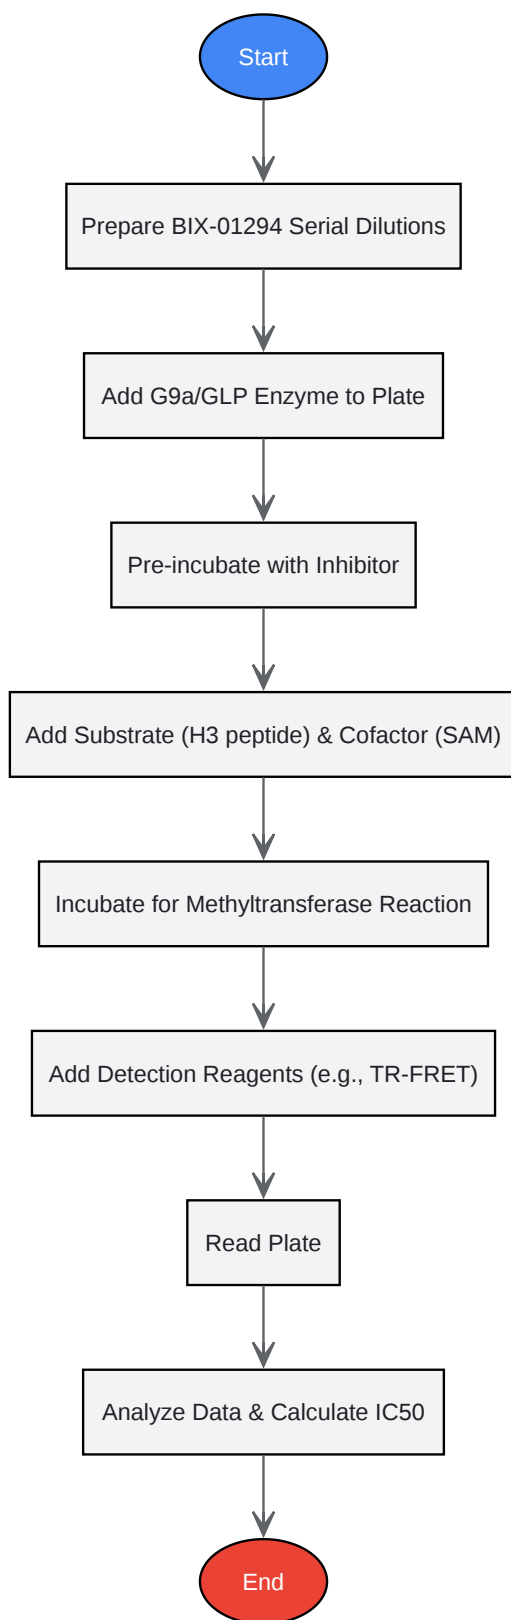 Start
Prepare BIX-01294 Serial Dilutions
Add G9a/GLP Enzyme to Plate
Pre-incubate with Inhibitor
Add Substrate (H3 peptide) & Cofactor (SAM)
Incubate for Methyltransferase Reaction
Add Detection Reagents (e.g., TR-FRET)
Read Plate
Analyze Data & Calculate IC50
End